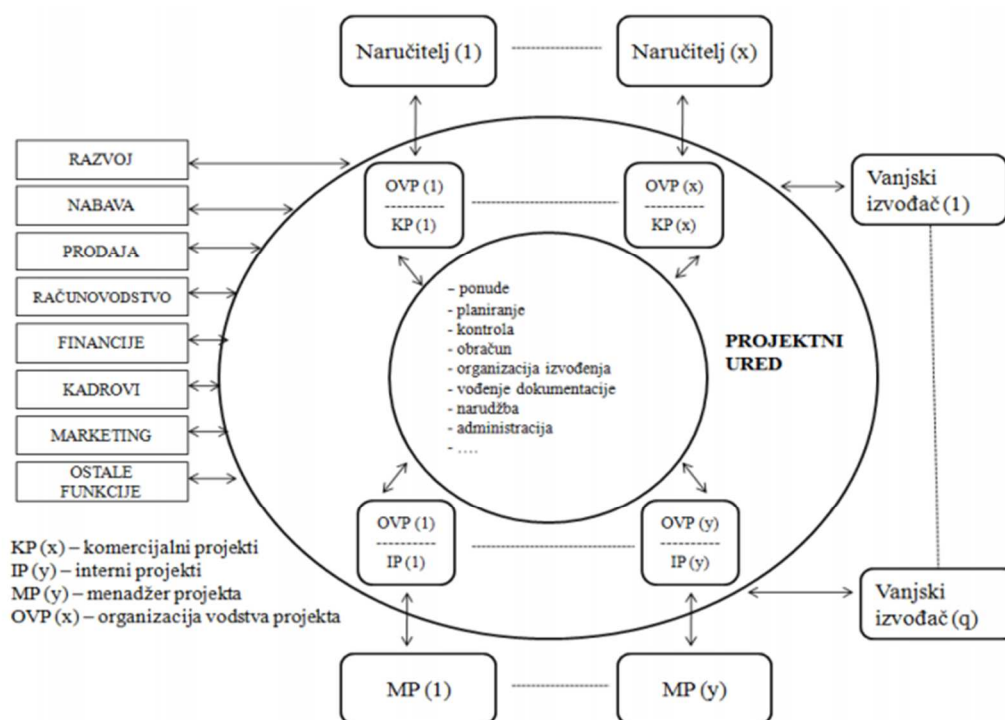 Naručitelj (1)
Naručitelj (x)
RAZVOJ
NABAVA
PRODAJA
RAČUNOVODSTVO
FINANCIJE
KADROVI
MARKETING
OSTALE
FUNKCIJE
OVP (1)
KP (1)
OVP (x)
KP (x)
Vanjski
izvođač (1)
– ponude
- planiranje
- kontrola
- obračun
- organizacija izvođenja
- vođenje dokumentacije
- narudžba
- administracija
- ….
PROJEKTNI
URED
OVP (1)
IP (1)
OVP (y)
IP (y)
Vanjski
izvođač (q)
KP (x) – komercijalni projekti
IP (y) – interni projekti
MP (y) – menadžer projekta
OVP (x) – organizacija vodstva projekta
MP (1)
MP (y)